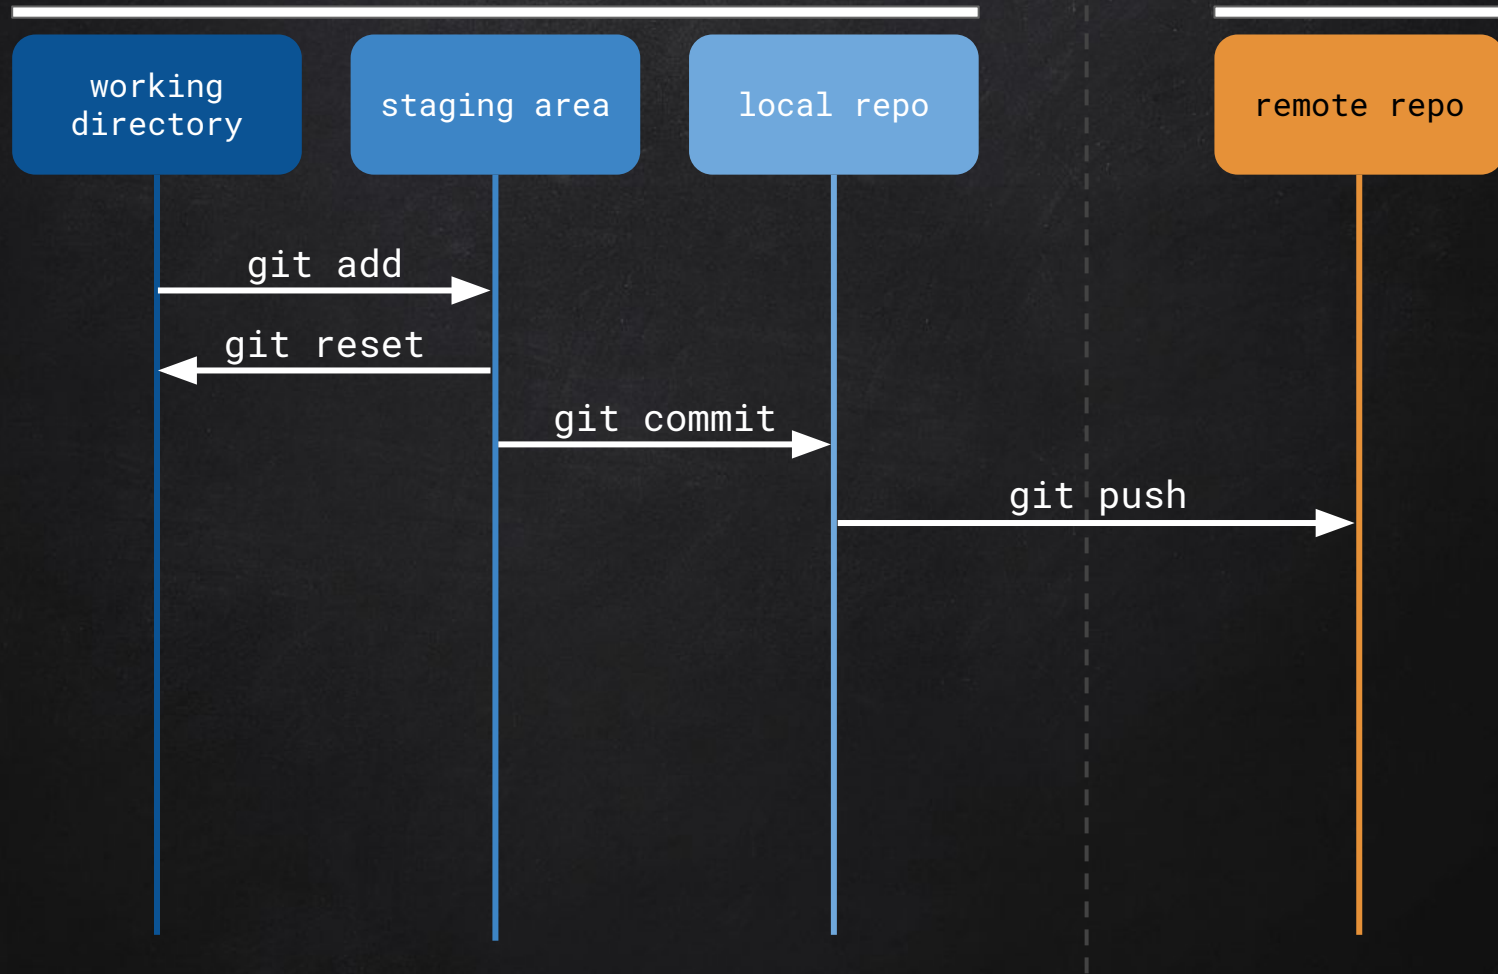 working
directory
staging area
local repo
remote repo
git add
git reset
git commit
git push